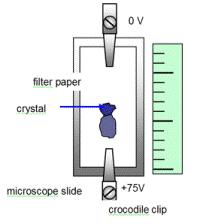 0 V
filter paper
crystal
microscope slide
+75V
crocodile clip